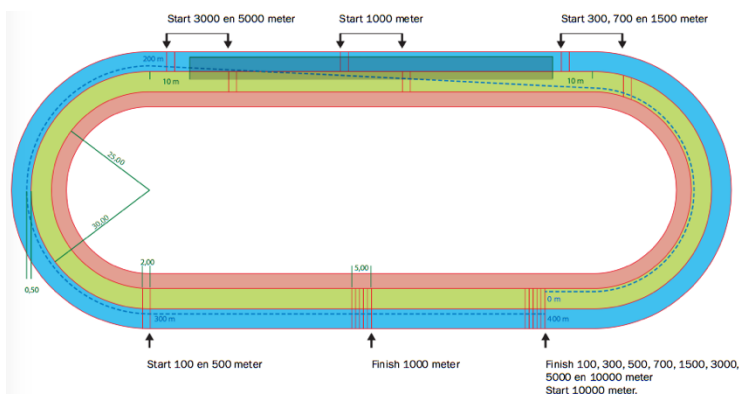 Start 3000 en 5000 meter
Start 1000 meter
Start 300, 700 en 1500 meter
200 m
10 m
10 m
25,00
30,00
0,50
2,00
5,00
0 m
300 m
400 m
Start 100 en 500 meter
Finish 1000 meter
Finish 100, 300, 500, 700, 1500, 3000,
5000 en 10000 meter
Start 10000 meter.